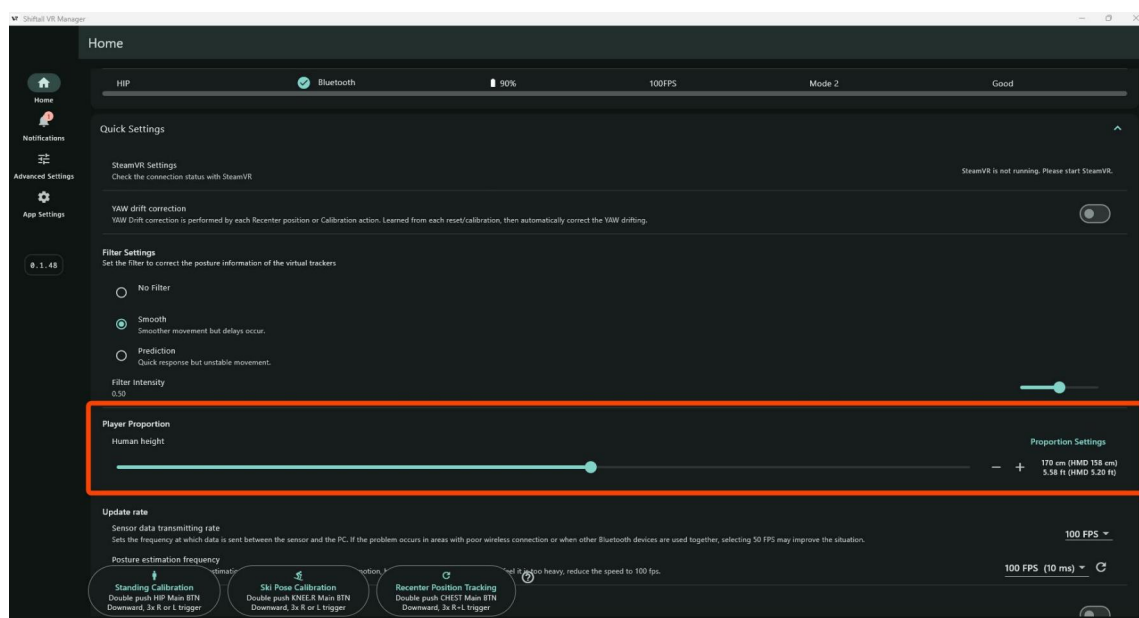 Shiftall VR Manager
Home
HIP
Bluetooth
90%
100FPS
Mode 2
Good
Home
1
Notifications
Advanced Settings
App Settings
0.1.48
Quick Settings
SteamVR Settings
Check the connection status with SteamVR
SteamVR is not running. Please start SteamVR.
YAW drift correction
YAW Drift correction is performed by each Recenter position or Calibration action. Learned from each reset/calibration, then automatically correct the YAW drifting.
Filter Settings
Set the filter to correct the posture information of the virtual trackers
No Filter
Smooth
Smoother movement but delays occur.
Prediction
Quick response but unstable movement.
Filter Intensity
0.50
Player Proportion
Human height
Proportion Settings
170 cm (HMD 158 cm)
5.58 ft (HMD 5.20 ft)
Update rate
Sensor data transmitting rate
Sets the frequency at which data is sent between the sensor and the PC. If the problem occurs in areas with poor wireless connection or when other Bluetooth devices are used together, selecting 50 FPS may improve the situation.
100 FPS
Posture estimation frequency
too heavy, reduce the speed to 100 fps.
100 FPS (10 ms)
Standing Calibration
Double push HIP Main BTN
Downward, 3x R or L trigger
Ski Pose Calibration
Double push KNEE.R Main BTN
Downward, 3x R or L trigger
Recenter Position Tracking
Double push CHEST Main BTN
Downward, 3x R+L trigger